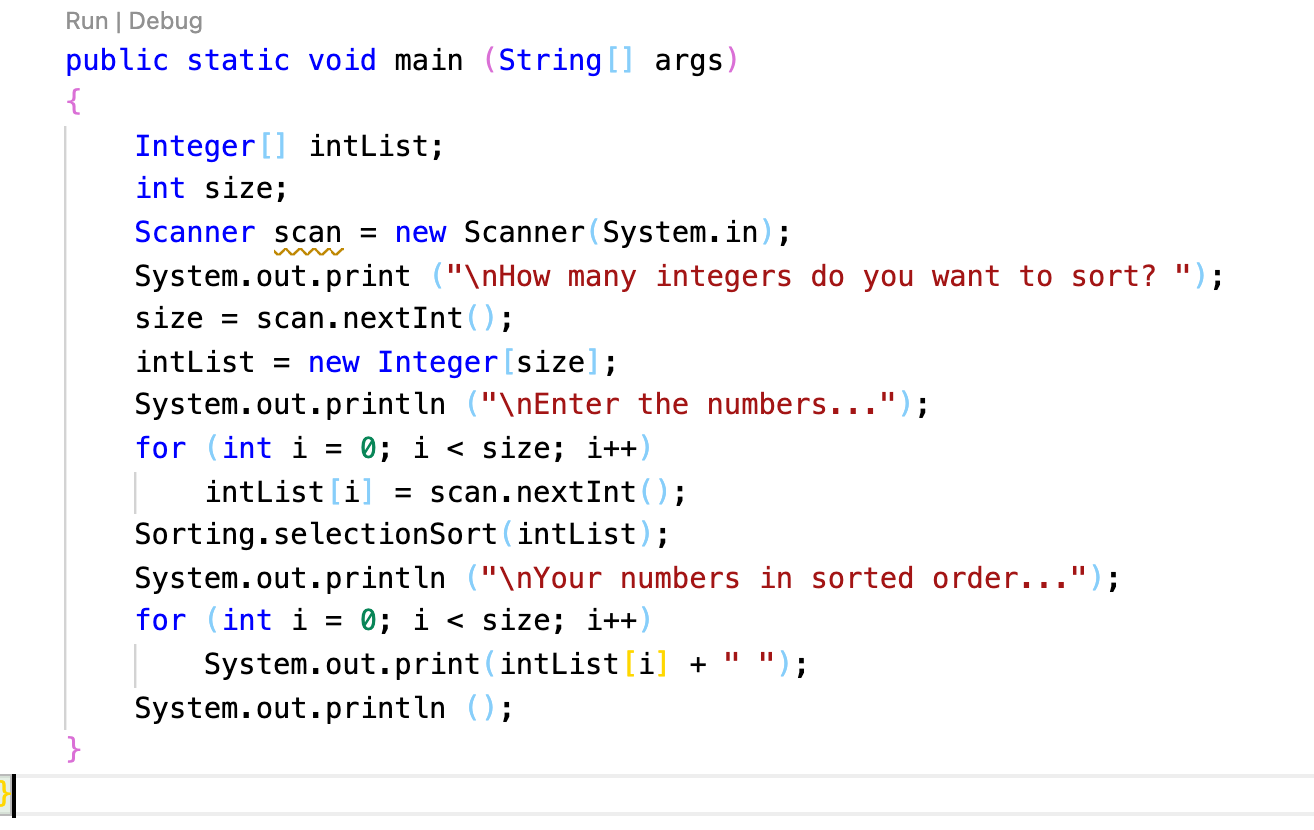 Run | Debug
public static void main (String[] args)
{
Integer[] intList;
int size;
Scanner scan = new Scanner(System.in);
System.out.print ("\nHow many integers do you want to sort? ");
size = scan.nextInt();
intList = new Integer[size];
System.out.println ("\nEnter the numbers...");
for (int i = 0; i < size; i++)
intList[i] = scan.nextInt();
Sorting.selectionSort(intList);
System.out.println ("\nYour numbers in sorted order...");
for (int i = 0; i < size; i++)
System.out.print(intList[i] + " ");
System.out.println ();
}
}